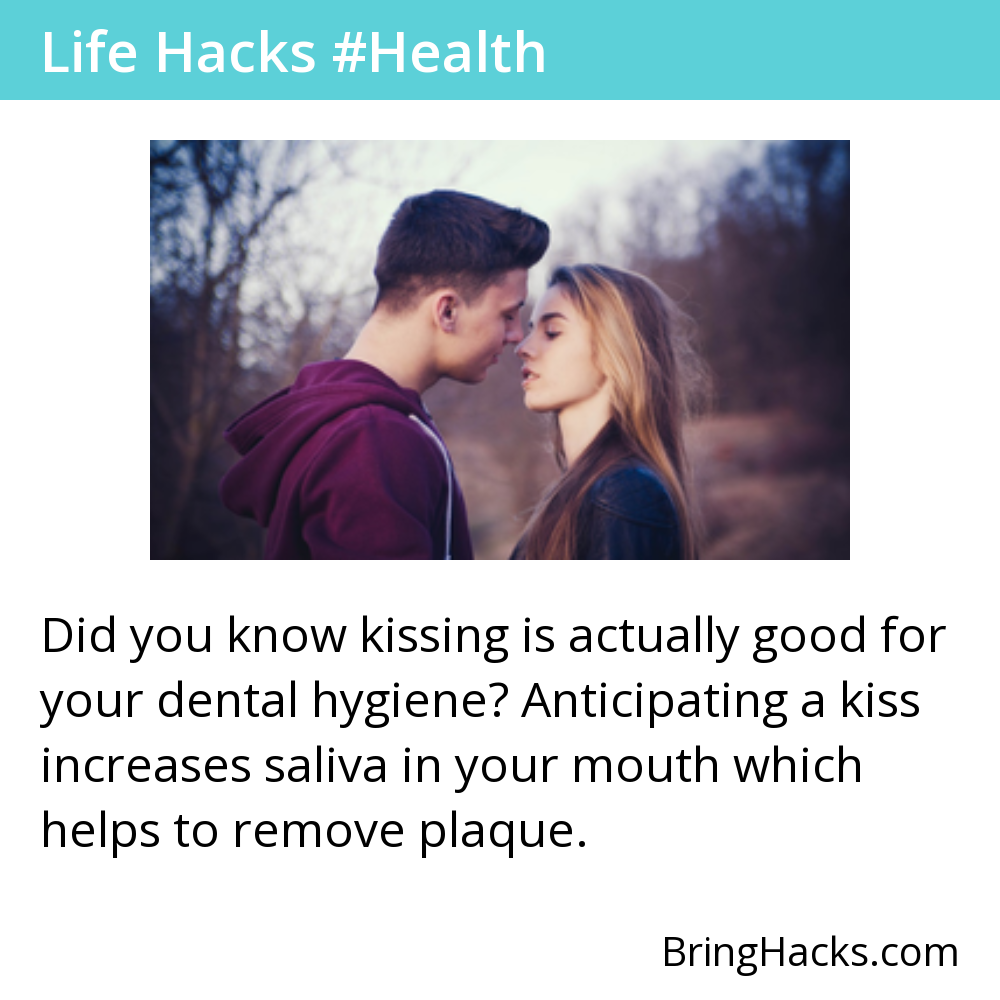 Life Hacks #Health
Did you know kissing is actually good for
your dental hygiene? Anticipating a kiss
increases saliva in your mouth which
helps to remove plaque.
BringHacks.com